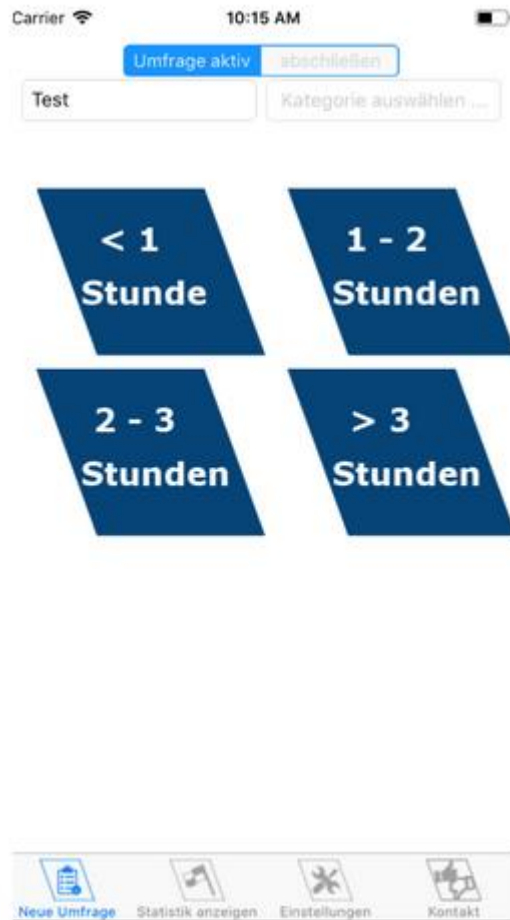 Carrier 10:15 AM
Umfrage aktiv abschließen
Test Kategorie auswählen ...
< 1 1 - 2
Stunde Stunden
2 - 3 > 3
Stunden Stunden
Neue Umfrage Statistik anzeigen Einstellungen Kontakt